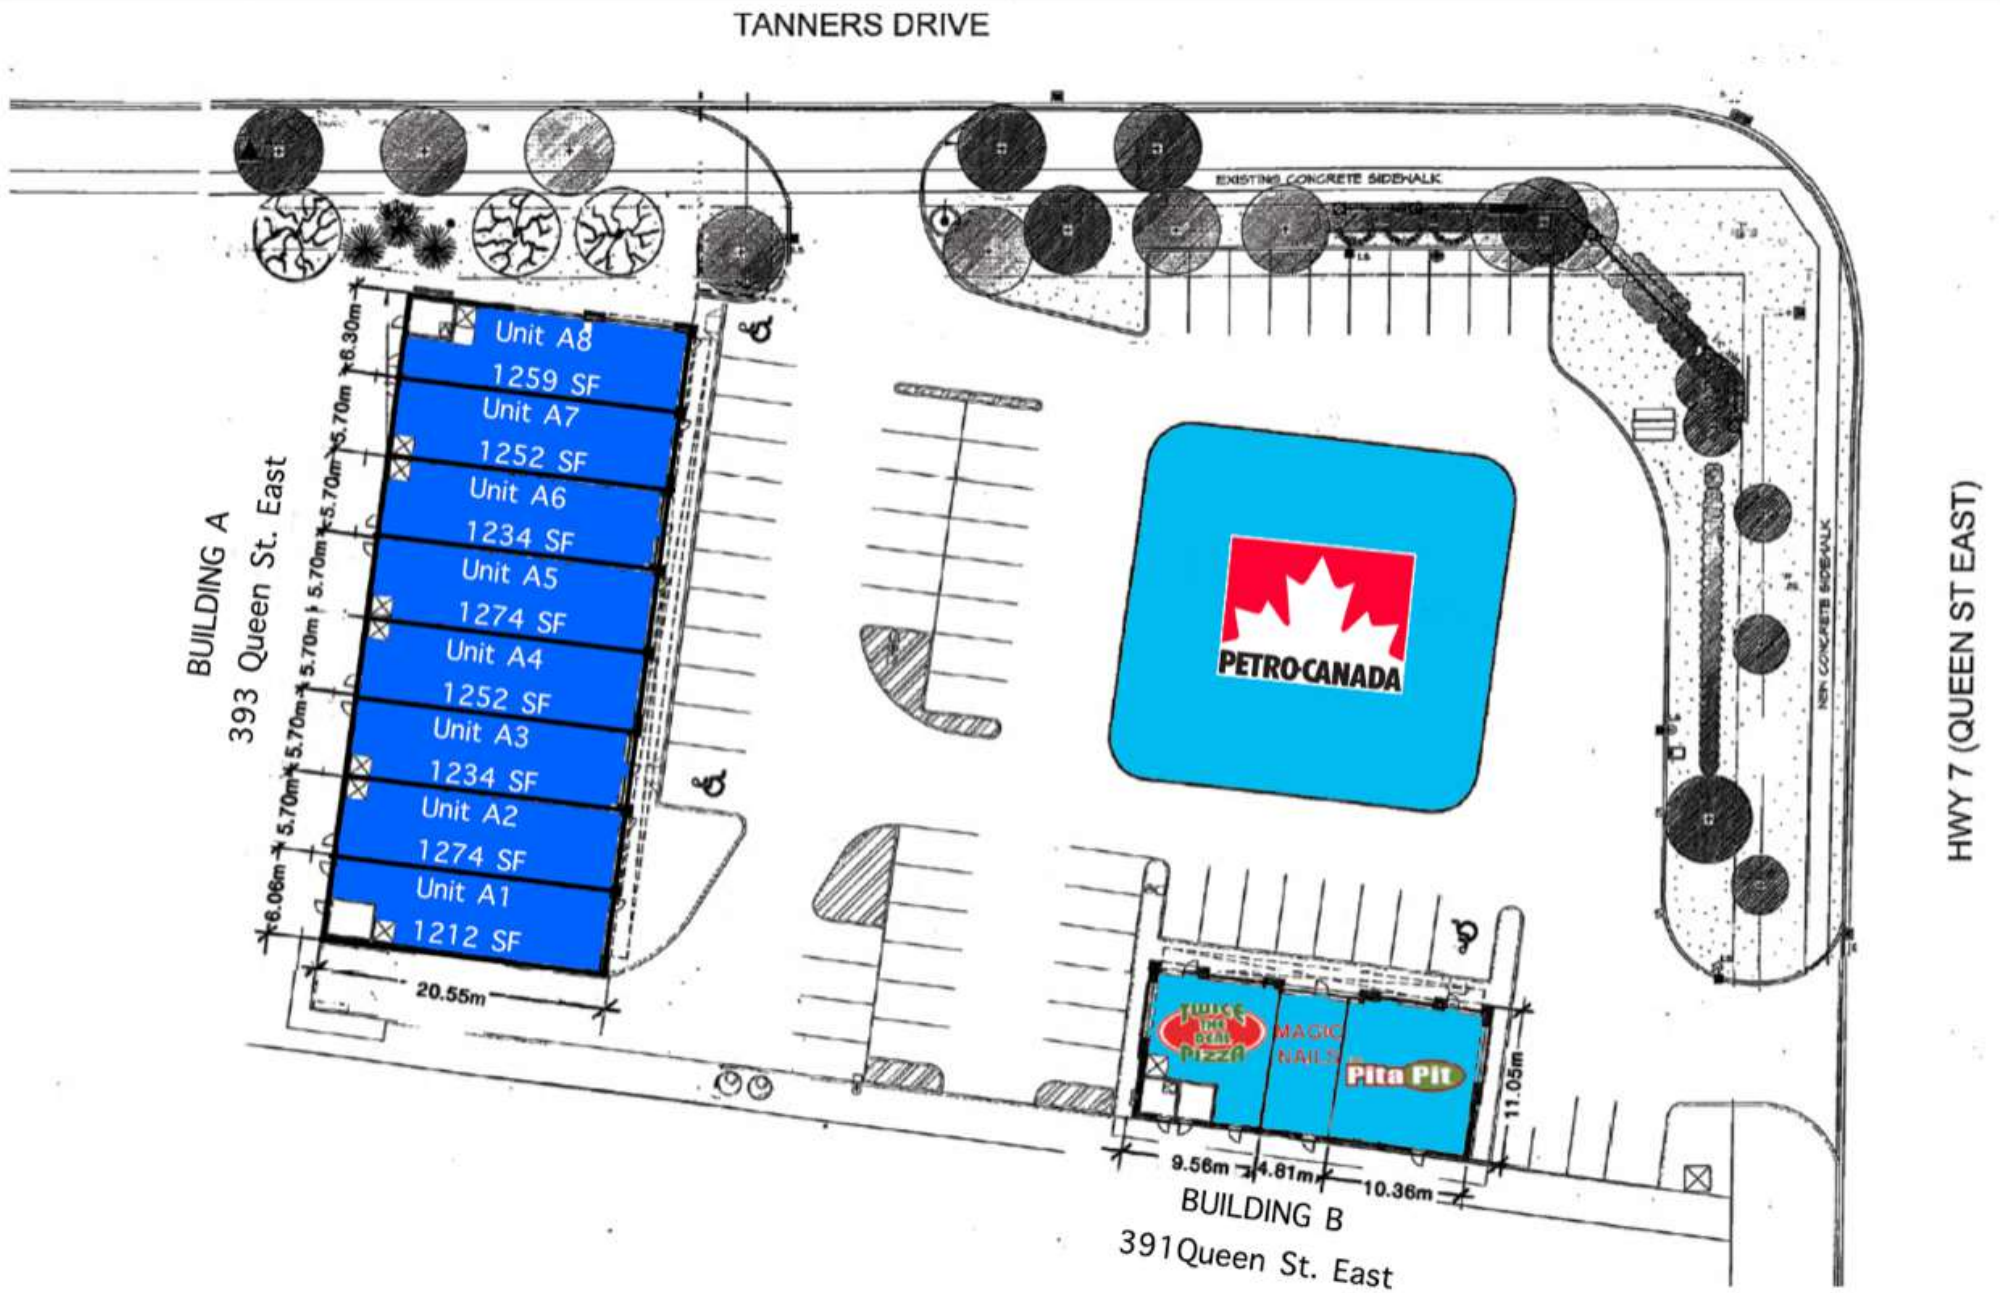 TANNERS DRIVE
EXISTING CONCRETE SIDEWALK
Unit A8
1259 SF
Unit A7
1252 SF
Unit A6
1234 SF
Unit A5
1274 SF
Unit A4
1252 SF
Unit A3
1234 SF
Unit A2
1274 SF
Unit A1
1212 SF
6.30m
5.70m
5.70m
5.70m
5.70m
5.70m
5.70m
6.06m
20.55m
BUILDING A
393 Queen St. East
PETRO-CANADA
NEW CONCRETE SIDEWALK
HWY 7 (QUEEN ST EAST)
TWICE
THE
DEAL
PIZZA
MAGIC
NAILS
Pita Pit
11.05m
9.56m
4.81m
10.36m
BUILDING B
391Queen St. East